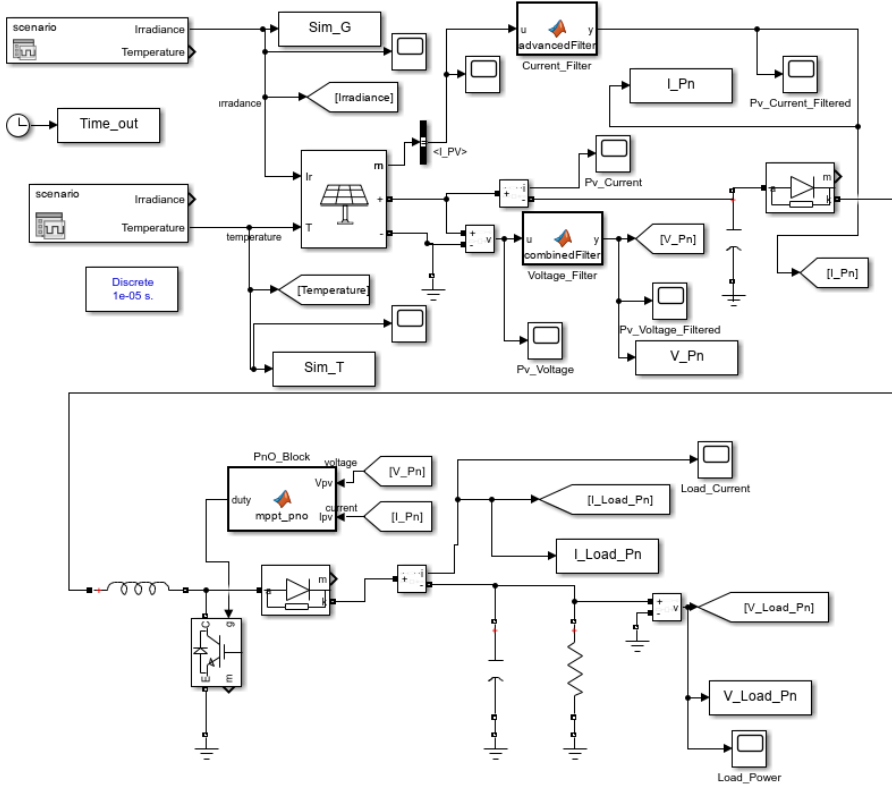 scenario
Irradiance
Temperature
Sim_G
[Irradiance]
irradance
Time_out
u
y
advancedFilter
Current_Filter
<I_PV>
I_Pn
Pv_Current_Filtered
scenario
Irradiance
Temperature
temperature
Ir
T
m
+
-
+
-
i
Pv_Current
+
-
v
u
y
combinedFilter
Voltage_Filter
[V_Pn]
a
m
k
[I_Pn]
Discrete
1e-05 s.
[Temperature]
Sim_T
Pv_Voltage
Pv_Voltage_Filtered
V_Pn
PnO_Block
voltage
duty
Vpv
mppt_pno
current
Ipv
[V_Pn]
[I_Pn]
Load_Current
[I_Load_Pn]
I_Load_Pn
+
a
m
k
+
-
i
C
g
E
m
+
-
v
[V_Load_Pn]
V_Load_Pn
Load_Power